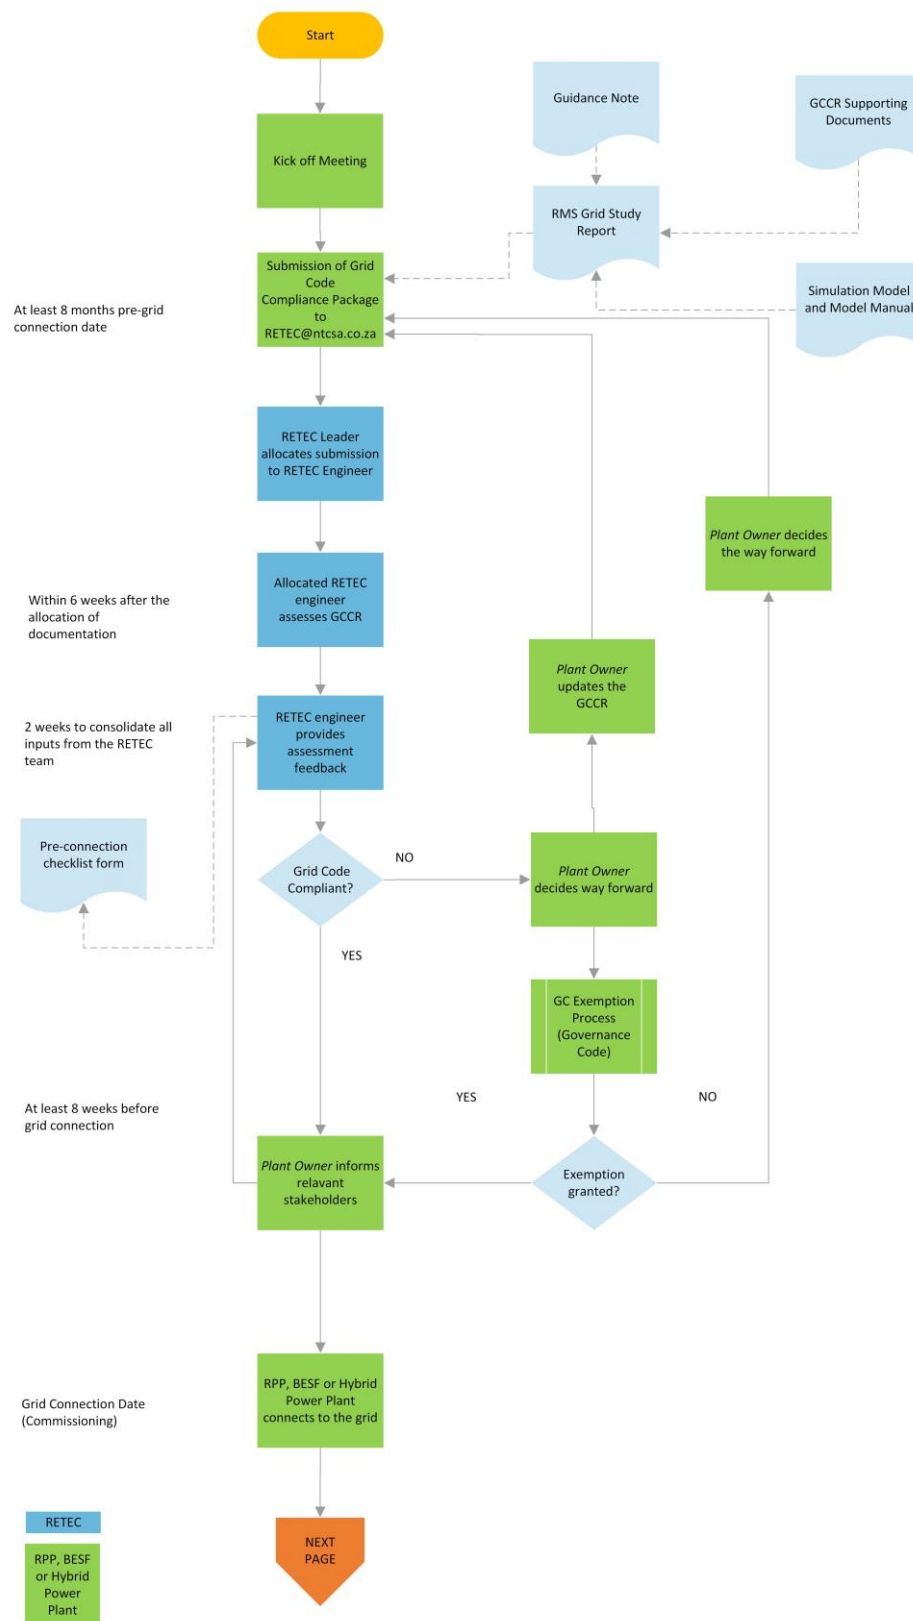 Start
Guidance Note
GCCR Supporting
Documents
Kick off Meeting
RMS Grid Study
Report
Submission of Grid
Code
Compliance Package
to
RETEC@ntcsa.co.za
At least 8 months pre-grid
connection date
Simulation Model
and Model Manual
RETEC Leader
allocates submission
to RETEC Engineer
Plant Owner decides
the way forward
Allocated RETEC
engineer
assesses GCCR
Within 6 weeks after the
allocation of
documentation
Plant Owner
updates the
GCCR
RETEC engineer
provides
assessment
feedback
2 weeks to consolidate all
inputs from the RETEC
team
Pre-connection
checklist form
Grid Code
Compliant?
NO
Plant Owner
decides way forward
YES
GC Exemption
Process
(Governance
Code)
YES
NO
At least 8 weeks before
grid connection
Plant Owner informs
relavant
stakeholders
Exemption
granted?
RPP, BESF or Hybrid
Power Plant
connects to the grid
Grid Connection Date
(Commissioning)
RETEC
NEXT
PAGE
RPP, BESF
or Hybrid
Power
Plant